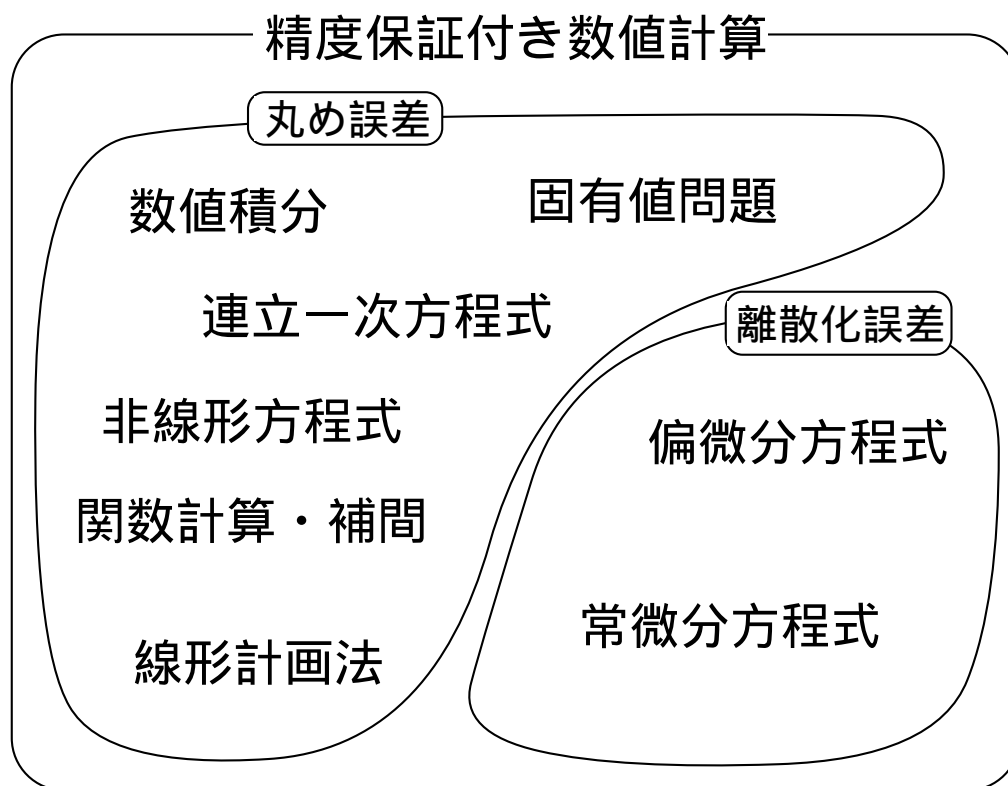 精度保証付き数値計算
丸め誤差
数値積分
固有値問題
連立一次方程式
非線形方程式
関数計算・補間
線形計画法
離散化誤差
偏微分方程式
常微分方程式